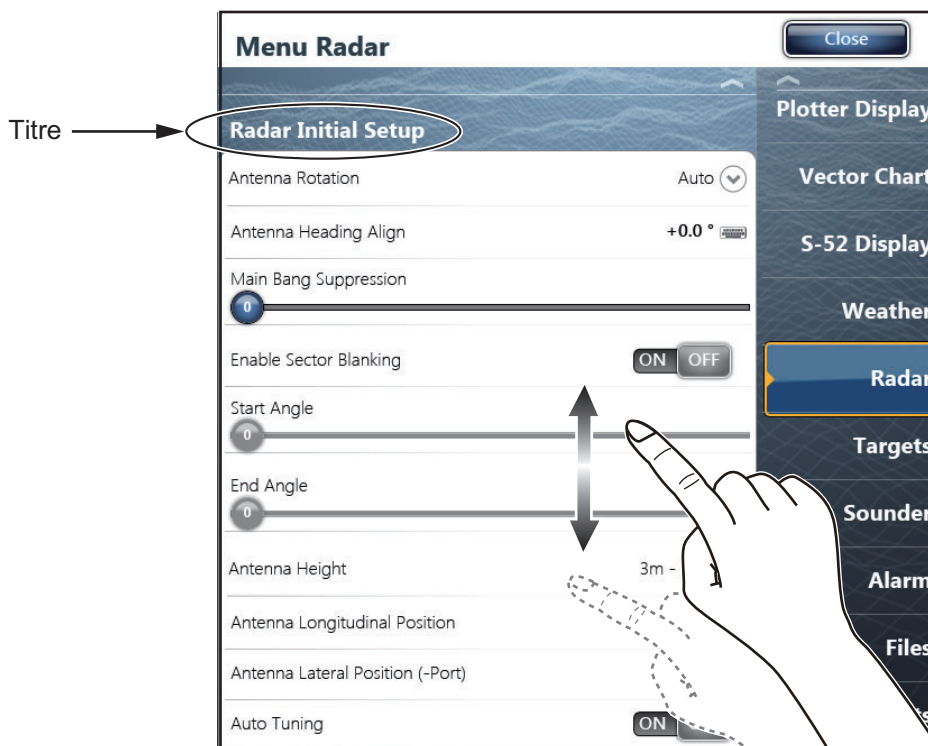 Menu Radar
Close
Titre
Radar Initial Setup
Antenna Rotation Auto
Antenna Heading Align +0.0 °
Main Bang Suppression
0
Enable Sector Blanking ON OFF
Start Angle
0
End Angle
0
Antenna Height 3m -
Antenna Longitudinal Position
Antenna Lateral Position (-Port)
Auto Tuning ON
Plotter Display
Vector Chart
S-52 Display
Weather
Radar
Targets
Sounder
Alarm
Files